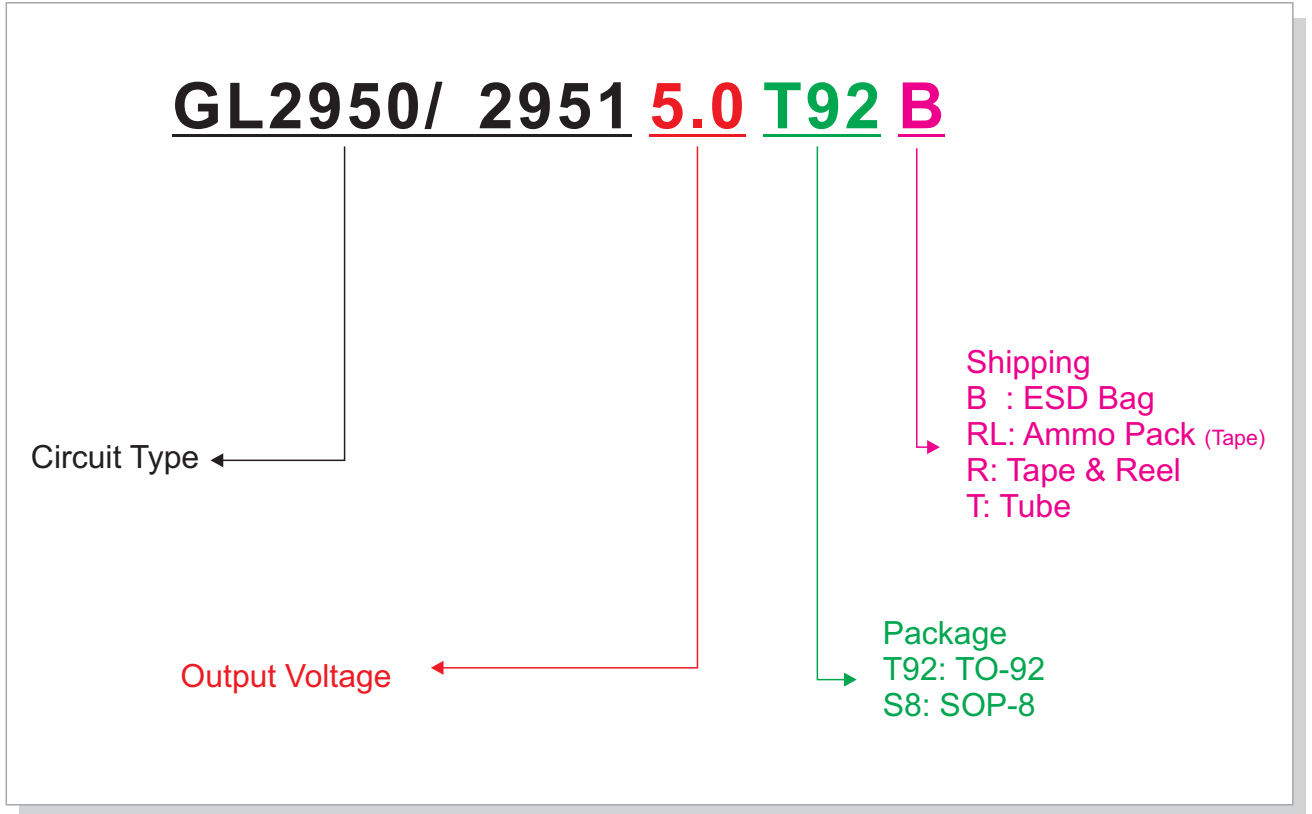 GL2950/ 2951 5.0 T92 B
Shipping
B : ESD Bag
RL: Ammo Pack (Tape)
R: Tape & Reel
T: Tube
Circuit Type
Package
T92: TO-92
S8: SOP-8
Output Voltage